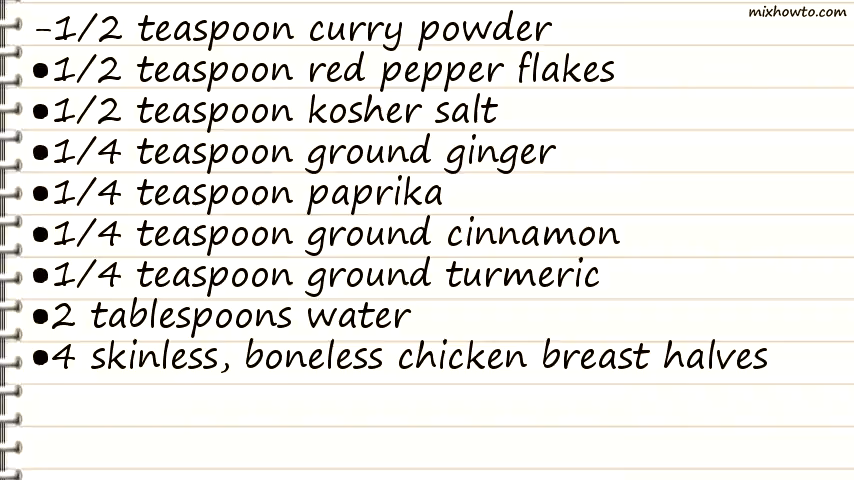 mixhowto.com
-1/2 teaspoon curry powder
•1/2 teaspoon red pepper flakes
•1/2 teaspoon kosher salt
•1/4 teaspoon ground ginger
•1/4 teaspoon paprika
•1/4 teaspoon ground cinnamon
•1/4 teaspoon ground turmeric
•2 tablespoons water
•4 skinless, boneless chicken breast halves